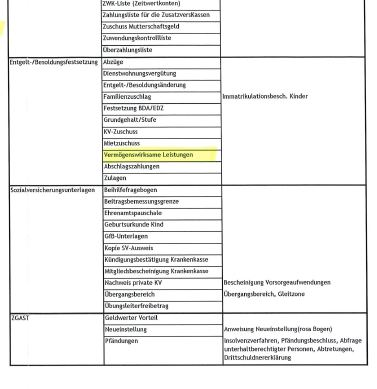 ZWK-Liste (Zeitwertkonten)
Zahlungsliste für die Zusatzverskassen
Zuschuss Mutterschaftsgeld
Zuwendungskontrollliste
Überzahlungsliste
Entgelt-/Besoldungsfestsetzung Abzüge
Dienstwohnungsvergütung
Entgelt-/Besoldungsänderung
Familienzuschlag Immatrikulationsbesch. Kinder
Festsetzung BDA/EDZ
Grundgehalt/Stufe
KV-Zuschuss
Mietzuschuss
Vermögenswirksame Leistungen
Abschlagszahlungen
Zulagen
Sozialversicherungsunterlagen Beihilfefragebogen
Beitragsbemessungsgrenze
Ehrenamtspauschale
Geburtsurkunde Kind
GfB-Unterlagen
Kopie SV-Ausweis
Kündigungsbestätigung Krankenkasse
Mitgliedsbescheinigung Krankenkasse
Nachweis private KV Bescheinigung Vorsorgeaufwendungen
Übergangsbereich Übergangsbereich, Gleitzone
Übungsleiterfreibetrag
ZGAST Geldwerter Vorteil
Neueinstellung Anweisung Neueinstellung(rosa Bogen)
Pfändungen Insolvenzverfahren, Pfändungsbeschluss, Abfrage
unterhaltberechtigter Personen, Abtretungen,
Drittschuldnererklärung